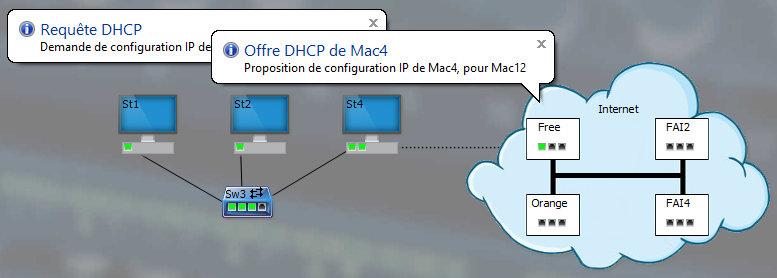 Requête DHCP
Demande de configuration IP de
Offre DHCP de Mac4
Proposition de configuration IP de Mac4, pour Mac12
St1
St2
St4
Internet
Free
FAI2
Sw3
Orange
FAI4